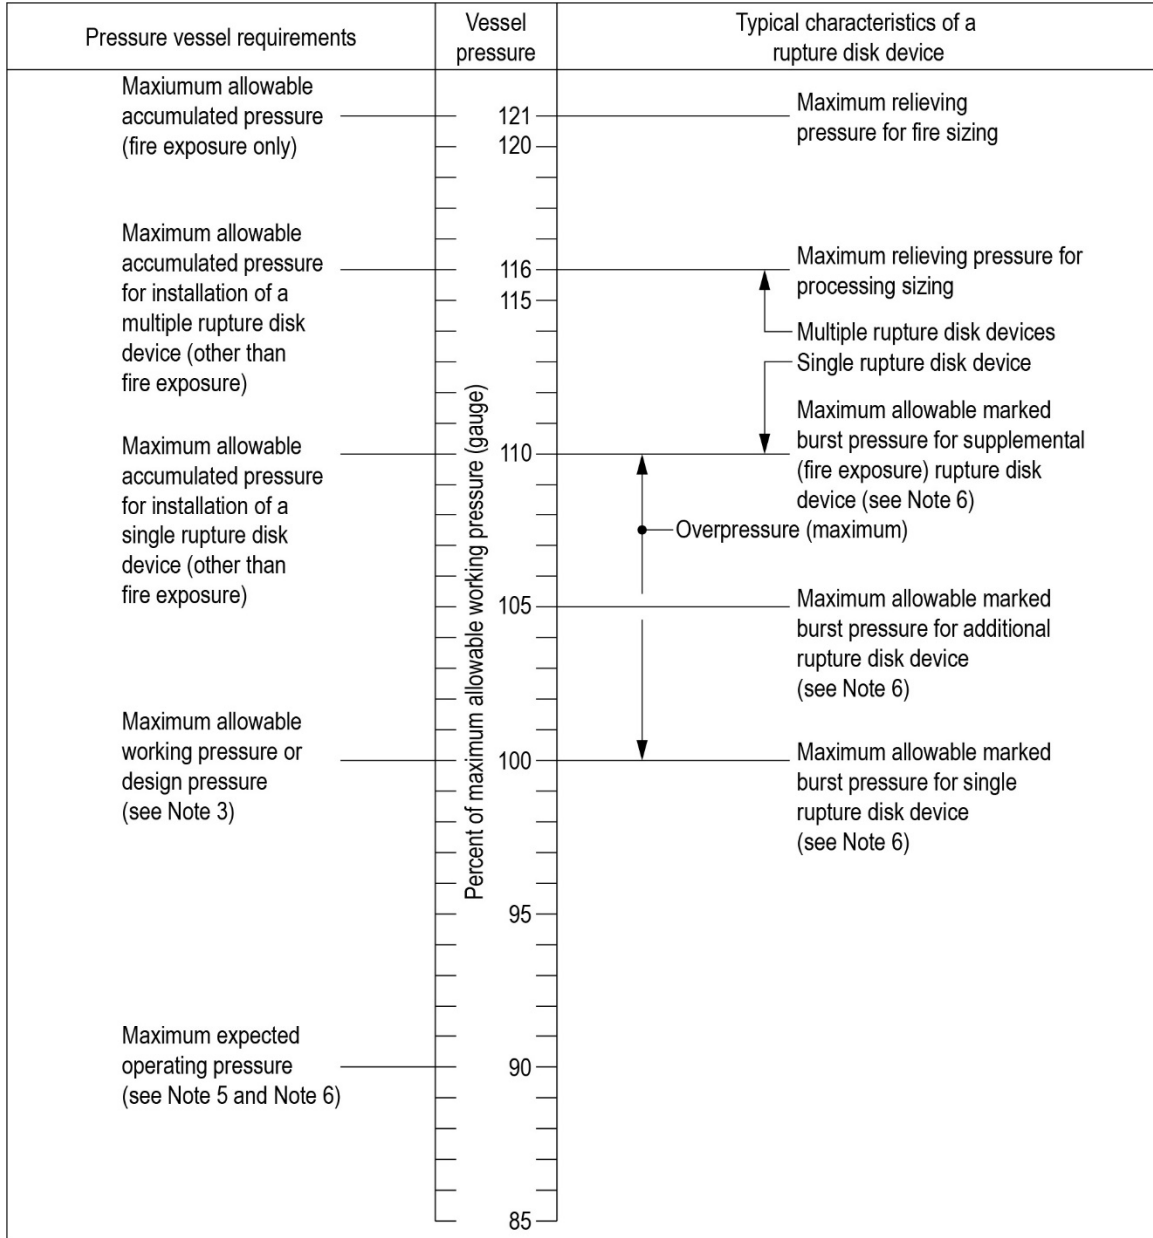 Pressure vessel requirements
Vessel
pressure
Typical characteristics of a
rupture disk device
Maxiumum allowable
accumulated pressure
(fire exposure only)
Maximum allowable
accumulated pressure
for installation of a
multiple rupture disk
device (other than
fire exposure)
Maximum allowable
accumulated pressure
for installation of a
single rupture disk
device (other than
fire exposure)
Maximum allowable
working pressure or
design pressure
(see Note 3)
Maximum expected
operating pressure
(see Note 5 and Note 6)
Percent of maximum allowable working pressure (gauge)
121
120
116
115
110
105
100
95
90
85
Maximum relieving
pressure for fire sizing
Maximum relieving pressure for
processing sizing
Multiple rupture disk devices
Single rupture disk device
Maximum allowable marked
burst pressure for supplemental
(fire exposure) rupture disk
device (see Note 6)
Overpressure (maximum)
Maximum allowable marked
burst pressure for additional
rupture disk device
(see Note 6)
Maximum allowable marked
burst pressure for single
rupture disk device
(see Note 6)